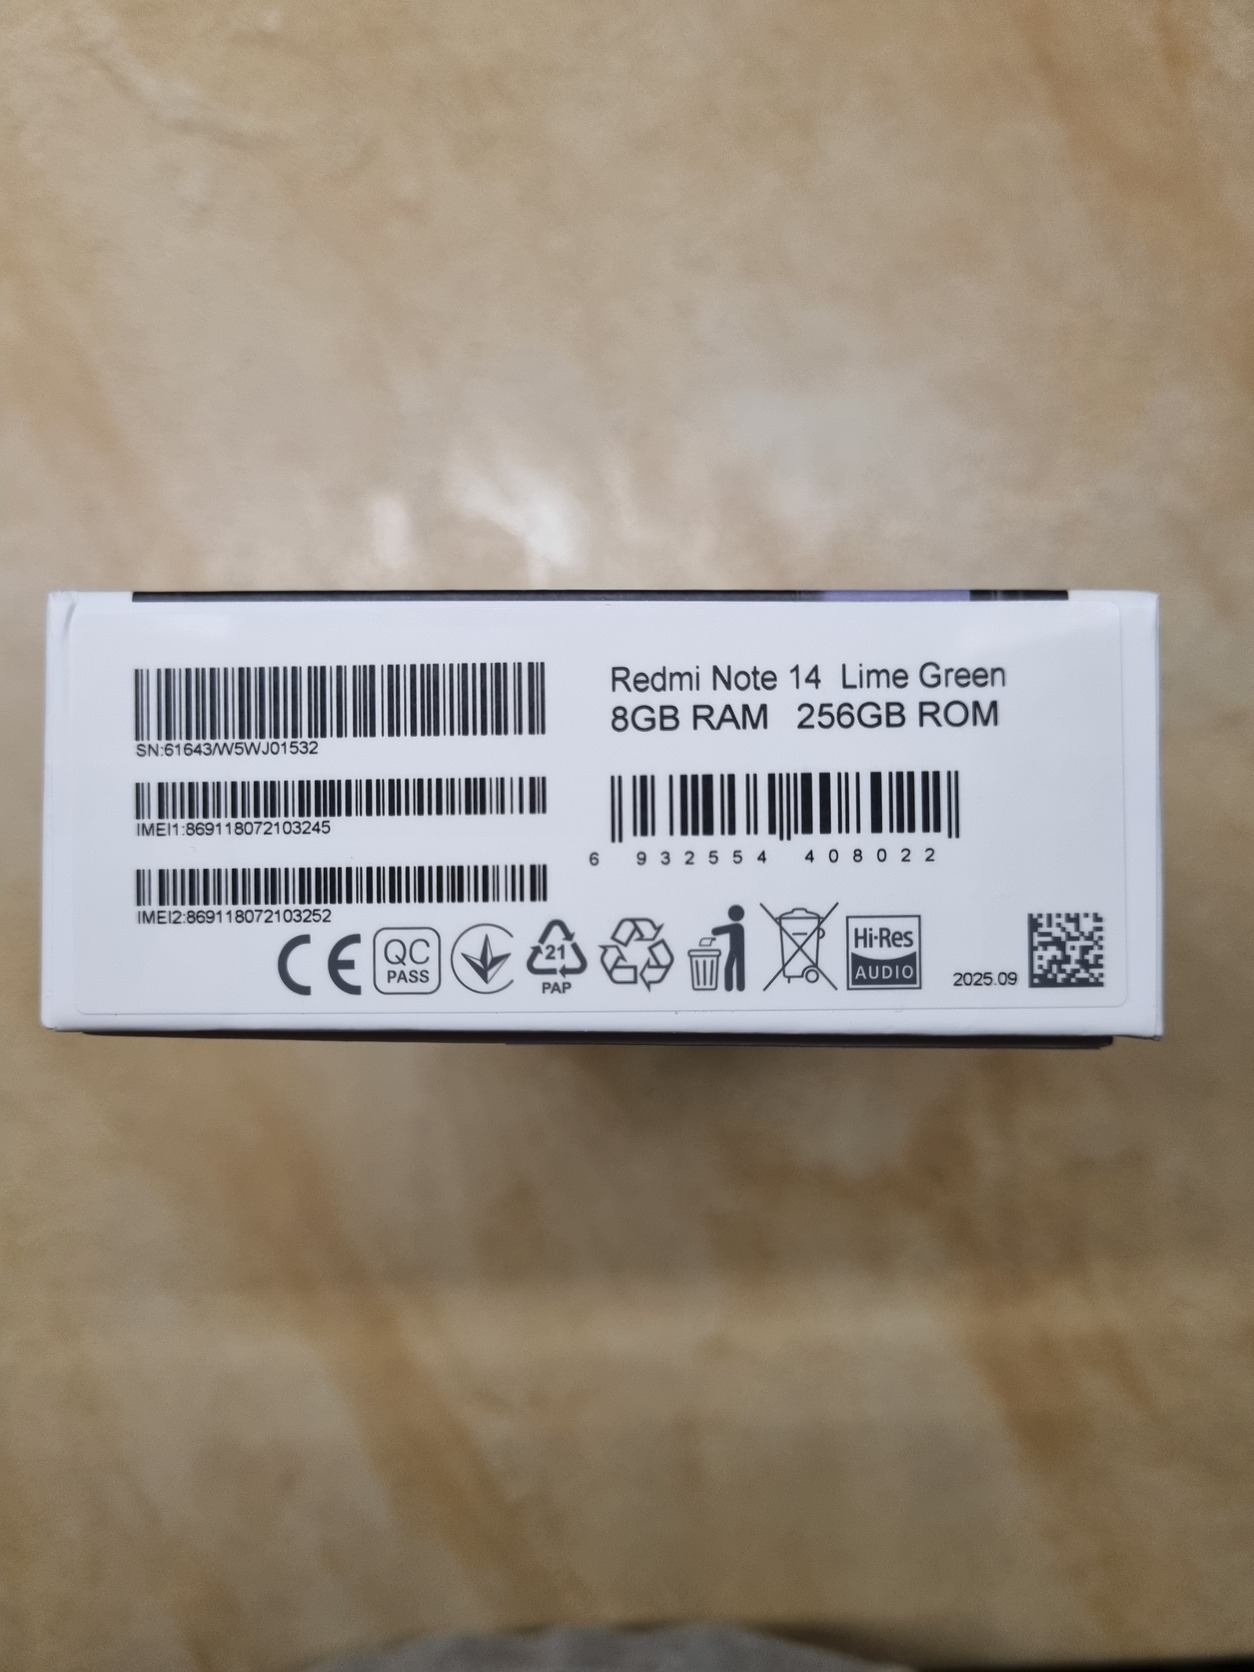 Redmi Note 14 Lime Green
8GB RAM 256GB ROM
SN:61643/W5WJ01532
IMEI1:869118072103245
IMEI2:869118072103252
6 932554 408022
CE
QC
PASS
21
PAP
Hi-Res
AUDIO
2025.09